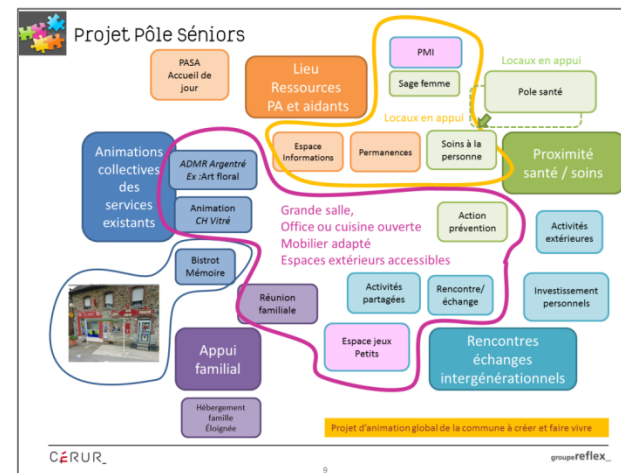 Projet Pôle Séniors
PASA
Accueil de
jour
Lieu
Ressources
PA et aidants
PMI
Sage femme
Locaux en appui
Pole santé
Locaux en appui
Espace
Informations
Permanences
Soins à la
personne
Proximité
santé / soins
Animations
collectives
des
services
existants
ADMR Argentré
Ex :Art floral
Animation
CH Vitré
Bistrot
Mémoire
Grande salle,
Office ou cuisine ouverte
Mobilier adapté
Espaces extérieurs accessibles
Action
prévention
Activités
extérieures
Réunion
familiale
Activités
partagées
Rencontre/
échange
Investissement
personnels
Appui
familial
Espace jeux
Petits
Rencontres
échanges
intergénérationnels
Hébergement
famille
Éloignée
Projet d'animation global de la commune à créer et faire vivre
CÉRUR_
groupereflex_
9